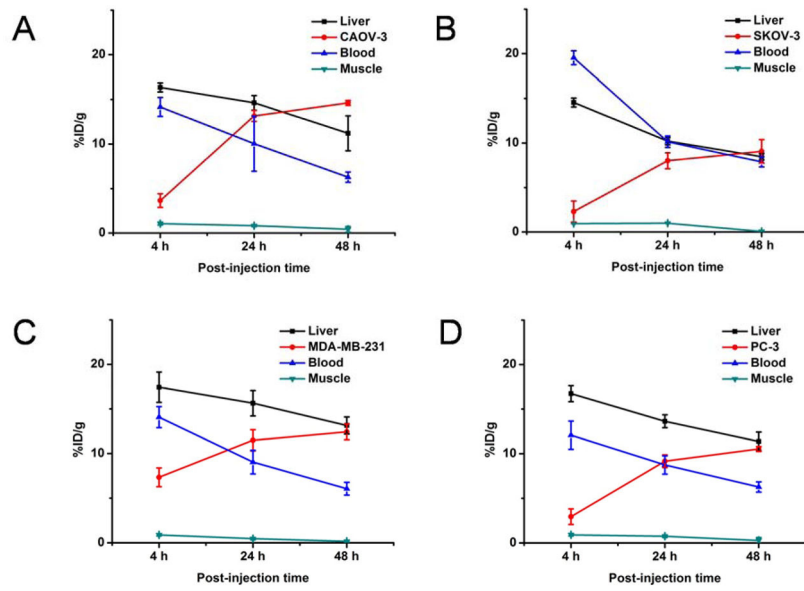 A
Liver
CAOV-3
Blood
Muscle
%ID/g
20
10
0
4 h 24 h 48 h
Post-injection time
B
Liver
SKOV-3
Blood
Muscle
%ID/g
20
10
0
4 h 24 h 48 h
Post-injection time
C
Liver
MDA-MB-231
Blood
Muscle
%ID/g
20
10
0
4 h 24 h 48 h
Post-injection time
D
Liver
PC-3
Blood
Muscle
%ID/g
20
10
0
4 h 24 h 48 h
Post-injection time